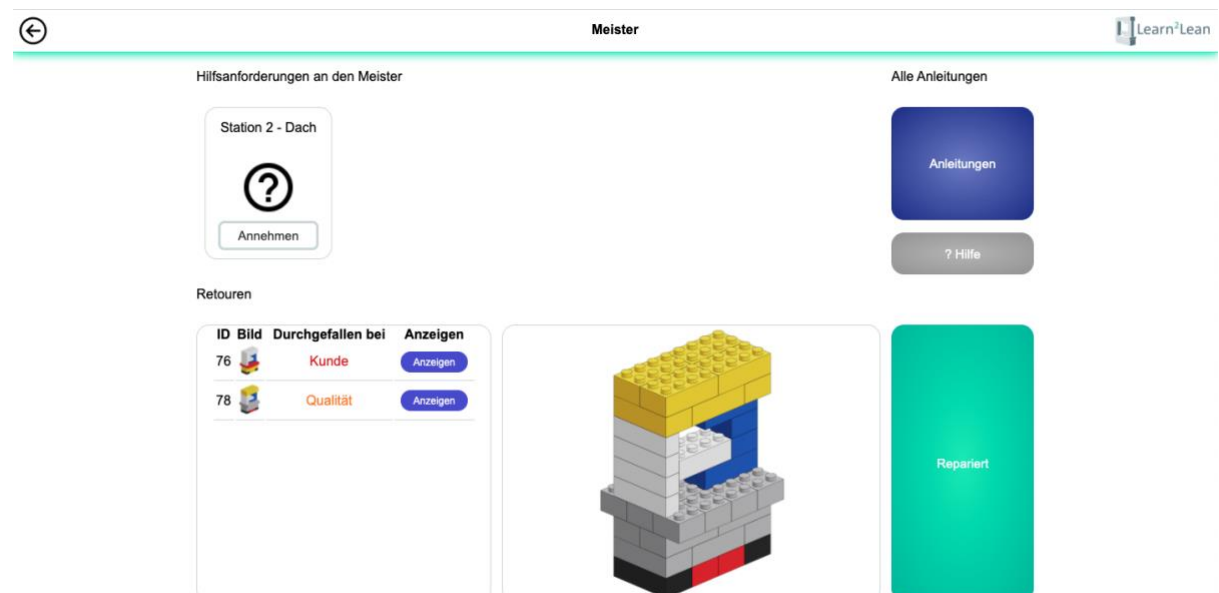 Meister
Learn²Lean
Hilfsanforderungen an den Meister
Alle Anleitungen
Station 2 - Dach
?
Annehmen
Anleitungen
? Hilfe
Retouren
ID Bild Durchgefallen bei Anzeigen
76 Kunde Anzeigen
78 Qualität Anzeigen
Repariert